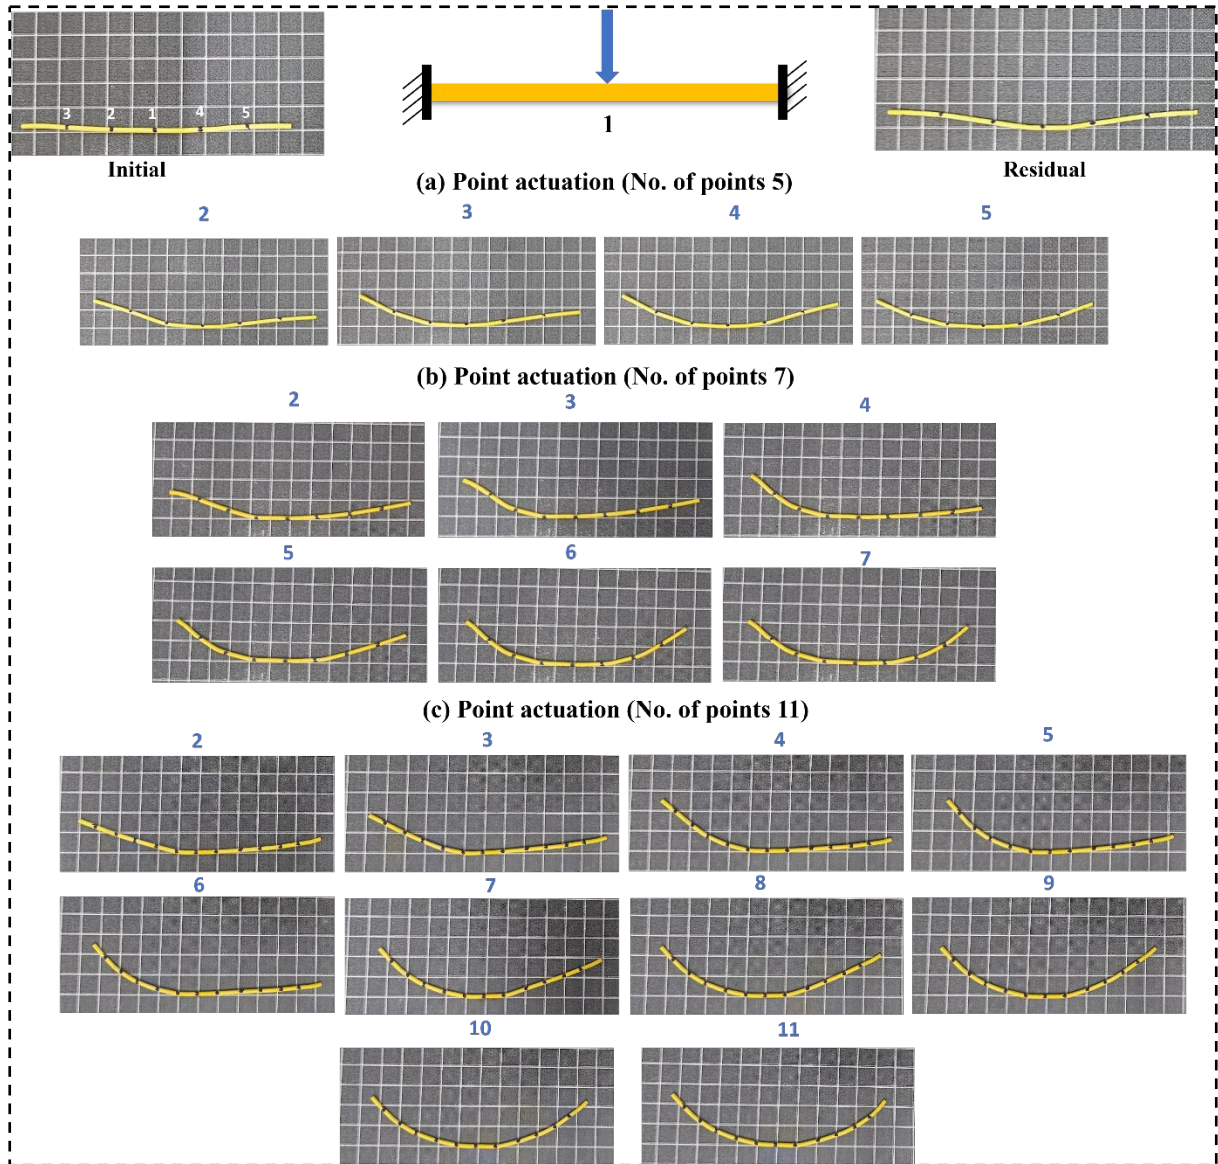 3 2 1 4 5
1
Initial
Residual
(a) Point actuation (No. of points 5)
2 3 4 5
(b) Point actuation (No. of points 7)
2 3 4
5 6 7
(c) Point actuation (No. of points 11)
2 3 4 5
6 7 8 9
10 11